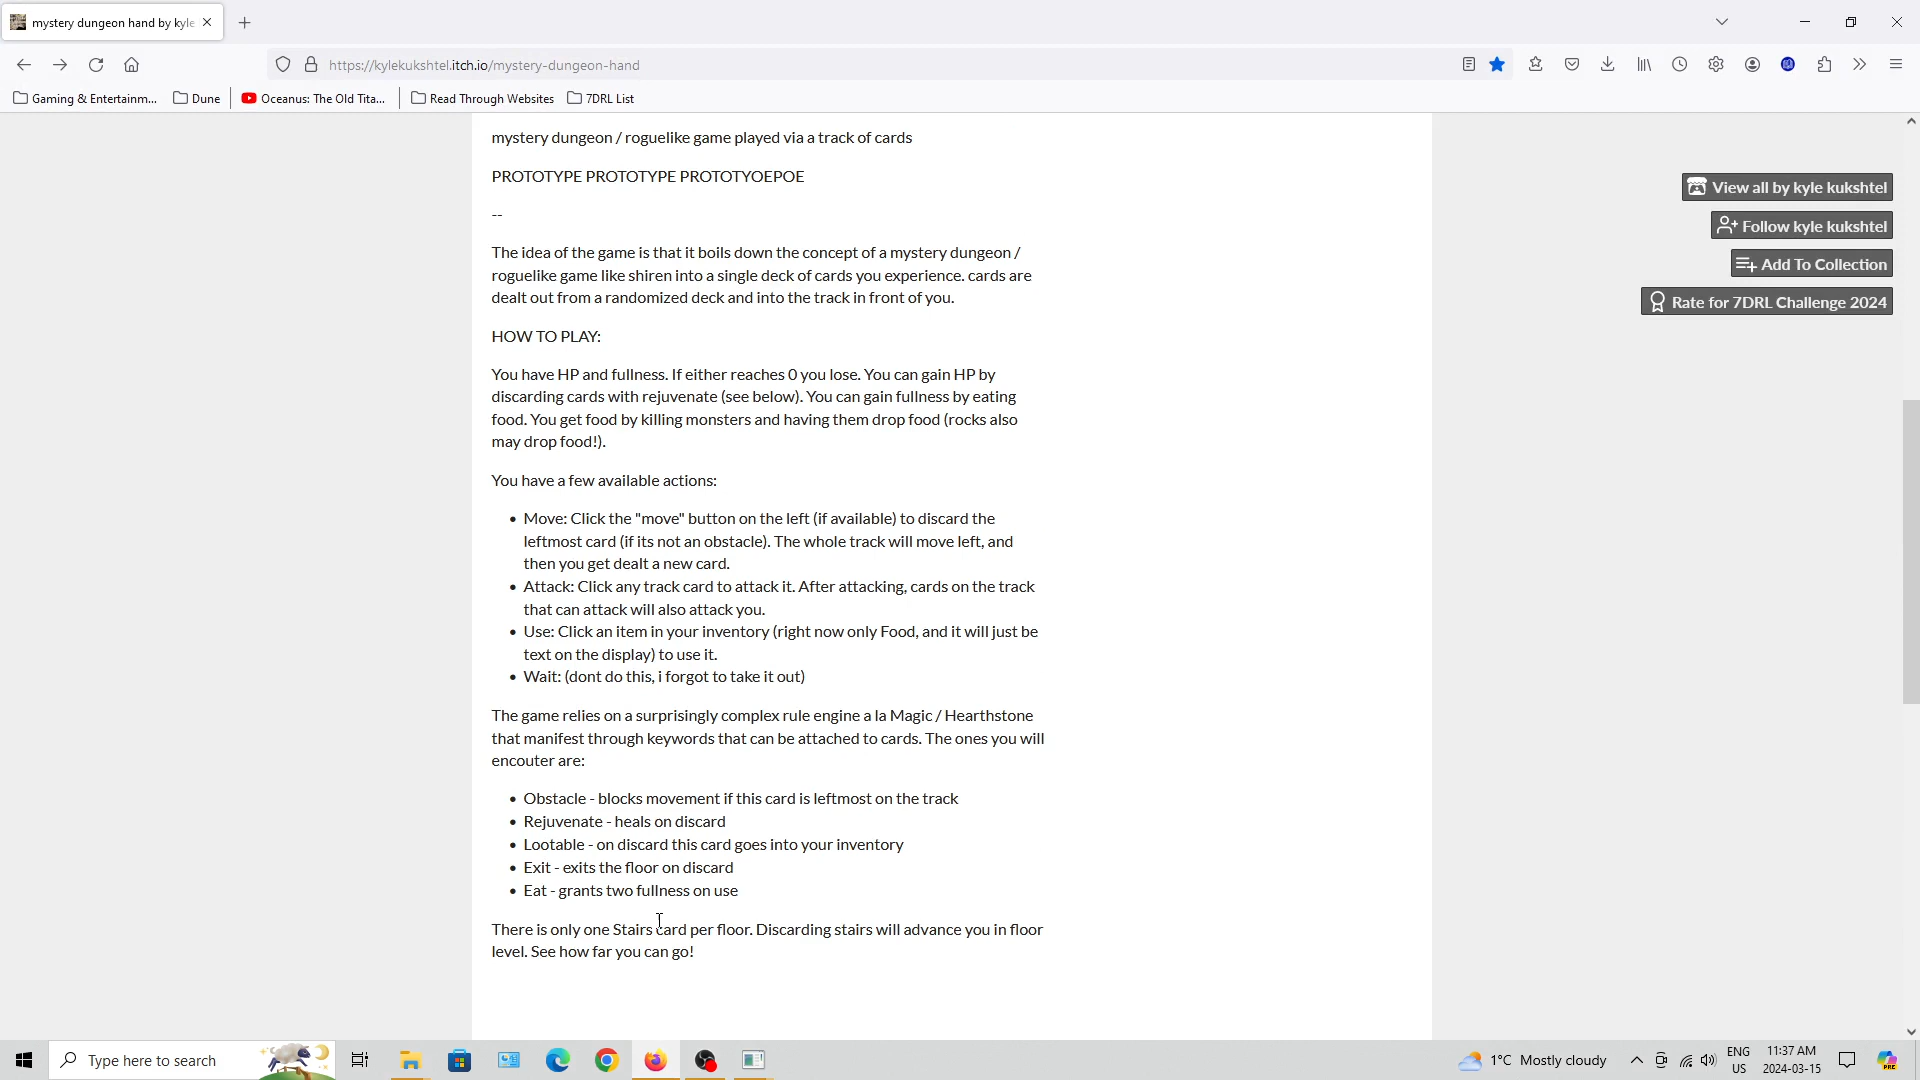 mystery dungeon hand by kyle
https://kylekukshtel.itch.io/mystery-dungeon-hand
Gaming & Entertainm...
Dune
Oceanus: The Old Tita...
Read Through Websites
7DRL List
mystery dungeon / roguelike game played via a track of cards
PROTOTYPE PROTOTYPE PROTOTYOEPOE
--
The idea of the game is that it boils down the concept of a mystery dungeon /
roguelike game like shiren into a single deck of cards you experience. cards are
dealt out from a randomized deck and into the track in front of you.
HOW TO PLAY:
You have HP and fullness. If either reaches 0 you lose. You can gain HP by
discarding cards with rejuvenate (see below). You can gain fullness by eating
food. You get food by killing monsters and having them drop food (rocks also
may drop food!).
You have a few available actions:
• Move: Click the "move" button on the left (if available) to discard the
leftmost card (if its not an obstacle). The whole track will move left, and
then you get dealt a new card.
• Attack: Click any track card to attack it. After attacking, cards on the track
that can attack will also attack you.
• Use: Click an item in your inventory (right now only Food, and it will just be
text on the display) to use it.
• Wait: (dont do this, i forgot to take it out)
The game relies on a surprisingly complex rule engine a la Magic / Hearthstone
that manifest through keywords that can be attached to cards. The ones you will
encouter are:
• Obstacle - blocks movement if this card is leftmost on the track
• Rejuvenate - heals on discard
• Lootable - on discard this card goes into your inventory
• Exit - exits the floor on discard
• Eat - grants two fullness on use
There is only one Stairs card per floor. Discarding stairs will advance you in floor
level. See how far you can go!
View all by kyle kukshtel
Follow kyle kukshtel
Add To Collection
Rate for 7DRL Challenge 2024
Type here to search
1°C Mostly cloudy
ENG
US
11:37 AM
2024-03-15
PRE